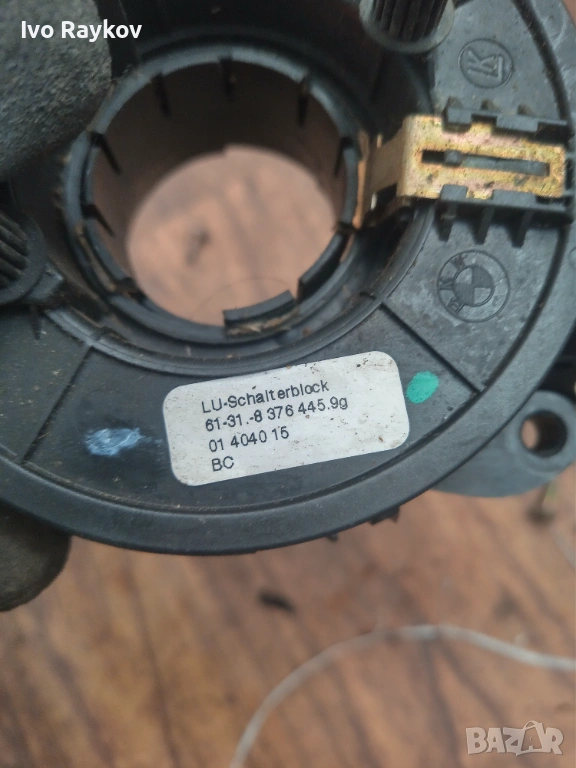 Ivo Raykov
LU-Schalterblock
61-31.-8 376 445.9g
01 4040 15
BC
BAZAR